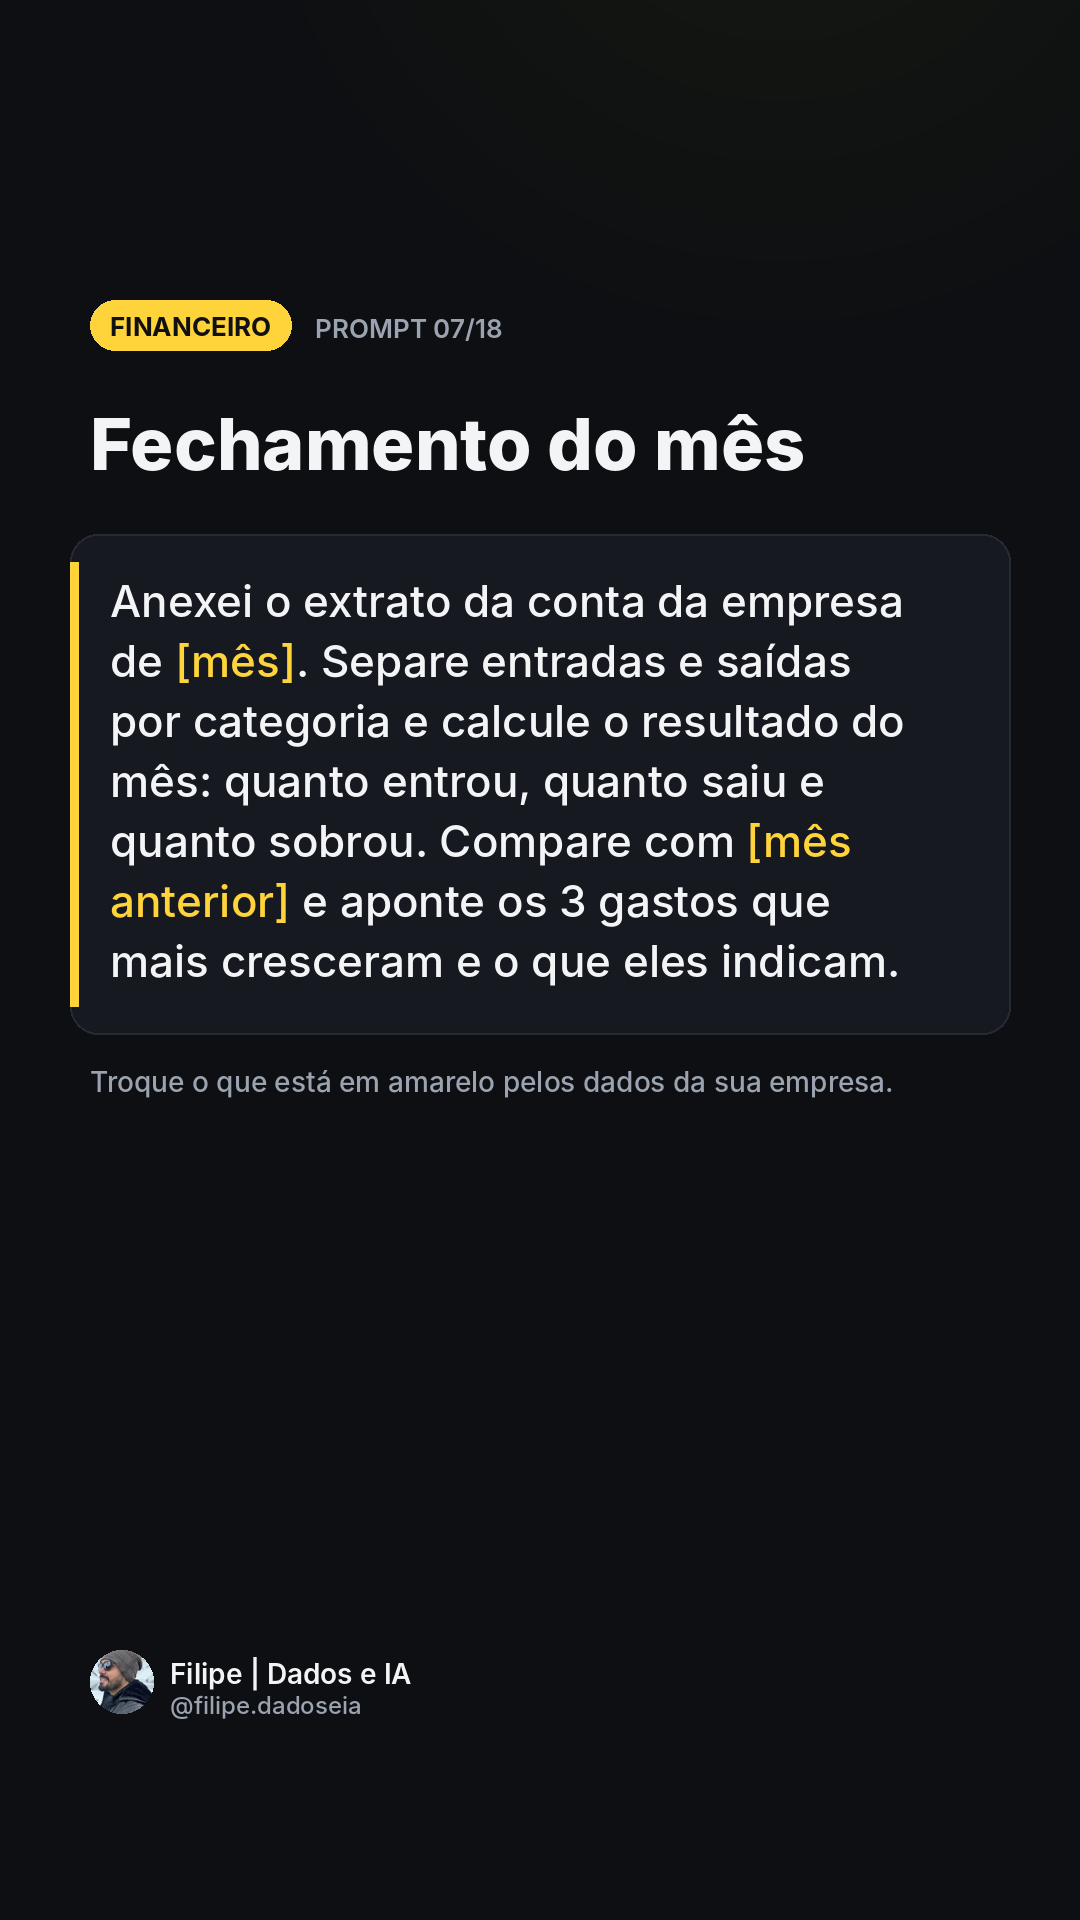 FINANCEIRO PROMPT 07/18
Fechamento do mês
Anexei o extrato da conta da empresa
de [mês]. Separe entradas e saídas
por categoria e calcule o resultado do
mês: quanto entrou, quanto saiu e
quanto sobrou. Compare com [mês
anterior] e aponte os 3 gastos que
mais cresceram e o que eles indicam.
Troque o que está em amarelo pelos dados da sua empresa.
Filipe | Dados e IA
@filipe.dadoseia